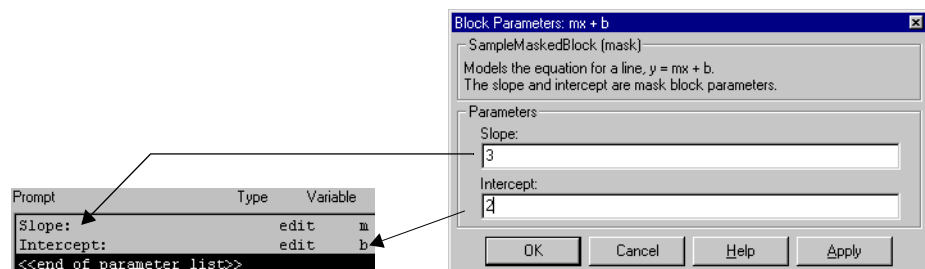 Block Parameters: mx + b
SampleMaskedBlock (mask)
Models the equation for a line, y = mx + b.
The slope and intercept are mask block parameters.
Parameters
Slope:
3
Intercept:
2
OK Cancel Help Apply
Prompt Type Variable
Slope: edit m
Intercept: edit b
<<end of parameter list>>